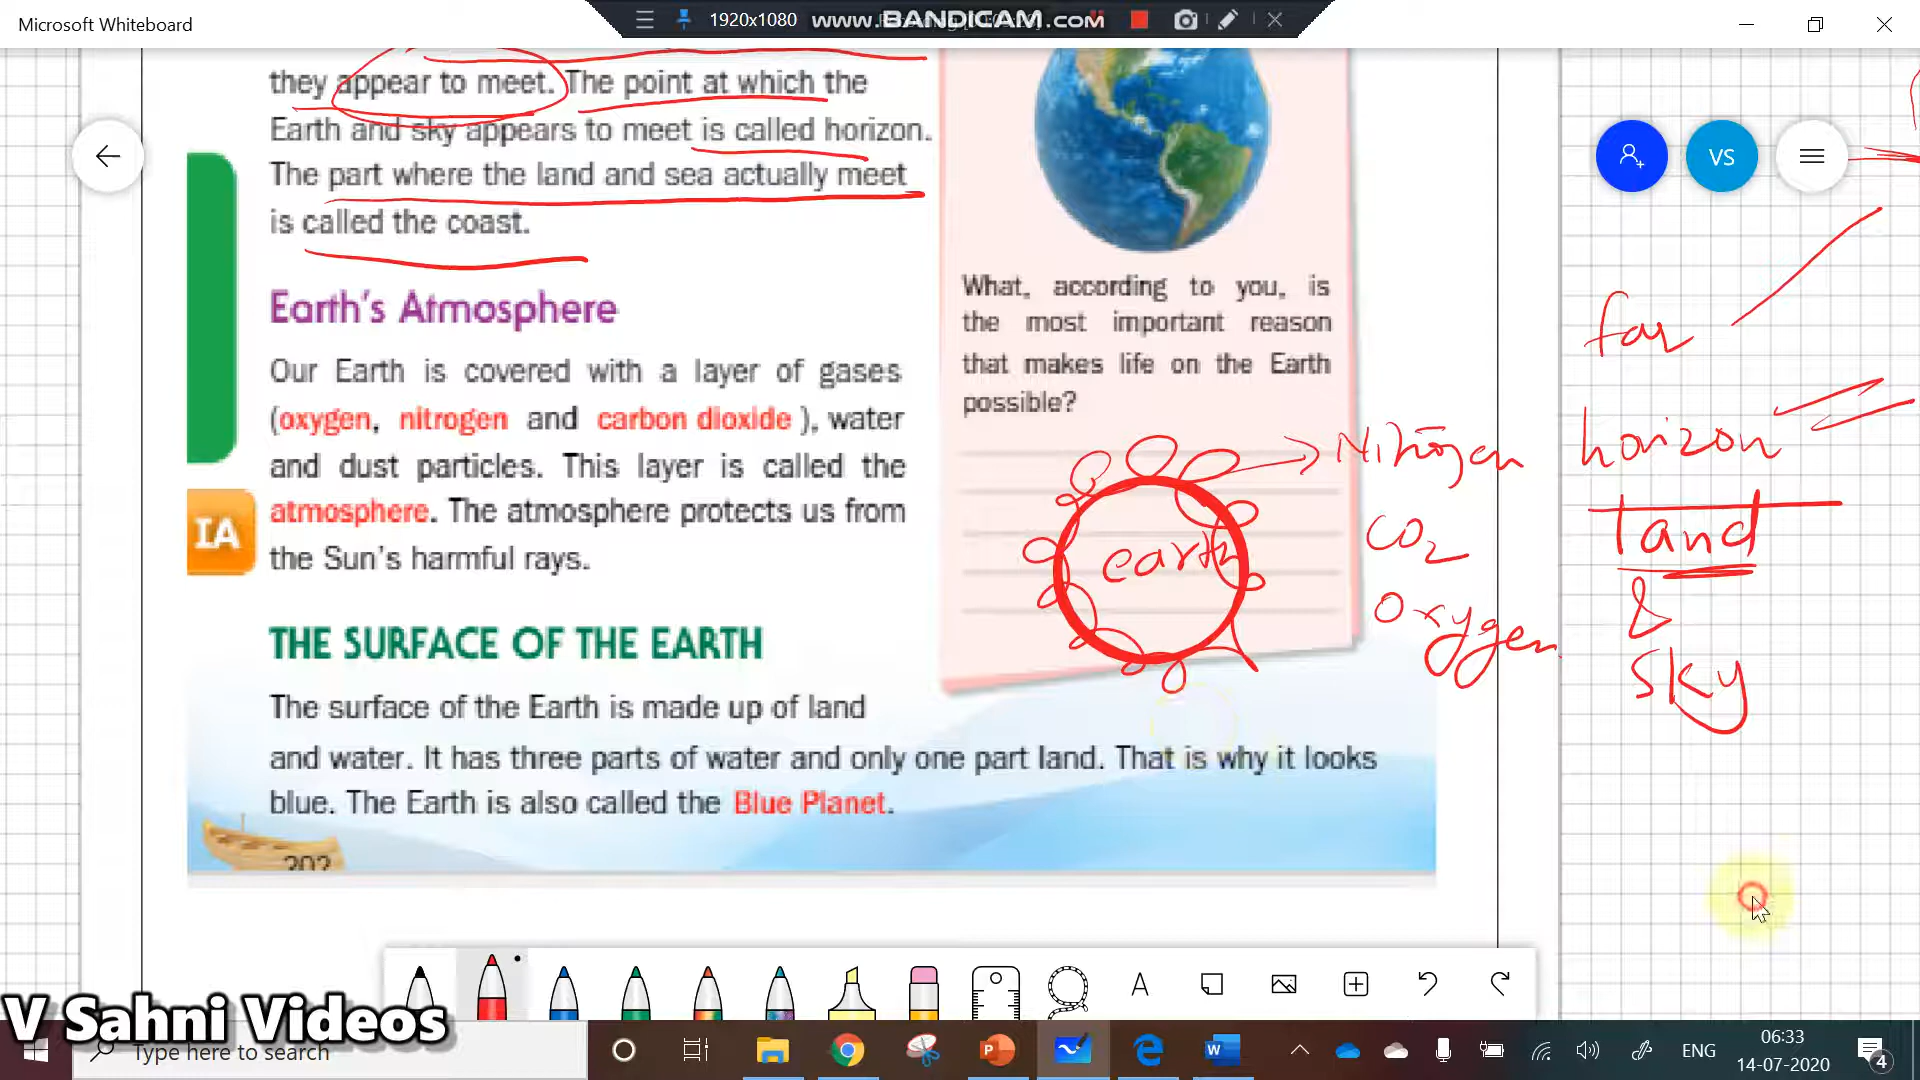 Microsoft Whiteboard
1920x1080
www.BANDICAM.com
they appear to meet. The point at which the
Earth and sky appears to meet is called horizon.
The part where the land and sea actually meet
is called the coast.
VS
Earth's Atmosphere
Our Earth is covered with a layer of gases
(oxygen, nitrogen and carbon dioxide ), water
and dust particles. This layer is called the
atmosphere. The atmosphere protects us from
the Sun's harmful rays.
IA
What, according to you, is
the most important reason
that makes life on the Earth
possible?
earth
Nitrogen
CO2
Oxygen
far
horizon
land
&
sky
THE SURFACE OF THE EARTH
The surface of the Earth is made up of land
and water. It has three parts of water and only one part land. That is why it looks
blue. The Earth is also called the Blue Planet.
202
V Sahni Videos
Type here to search
ENG
06:33
14-07-2020
4